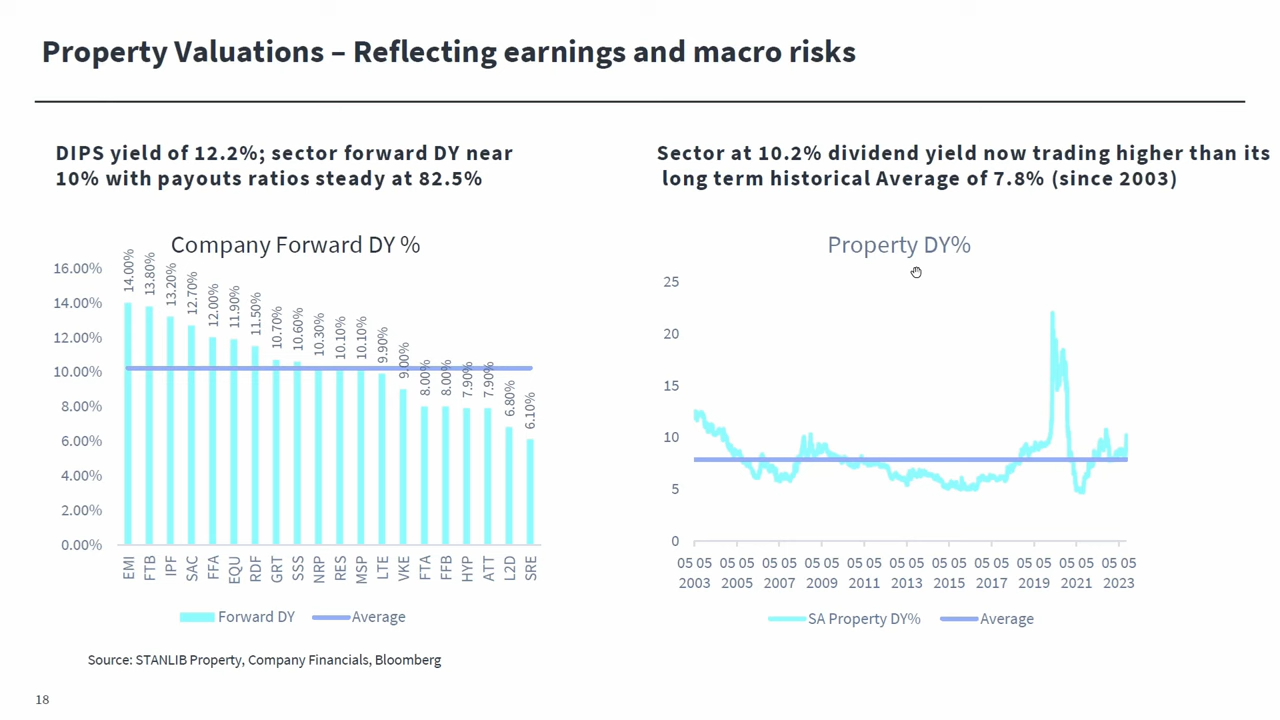 Property Valuations – Reflecting earnings and macro risks
DIPS yield of 12.2%; sector forward DY near
10% with payouts ratios steady at 82.5%
Company Forward DY %
16.00%
14.00%
12.00%
10.00%
8.00%
6.00%
4.00%
2.00%
0.00%
14.00%
13.80%
13.20%
12.70%
12.00%
11.90%
11.50%
10.70%
10.60%
10.30%
10.10%
10.10%
9.90%
9.00%
8.00%
8.00%
7.90%
7.90%
6.80%
6.10%
EMI
FTB
IPF
SAC
FFA
EQU
RDF
GRT
SSS
NRP
RES
MSP
LTE
VKE
FTA
FFB
HYP
ATT
L2D
SRE
Forward DY Average
Source: STANLIB Property, Company Financials, Bloomberg
Sector at 10.2% dividend yield now trading higher than its
long term historical Average of 7.8% (since 2003)
Property DY%
25
20
15
10
5
0
05 05 05 05 05 05 05 05 05 05 05 05 05 05 05 05 05 05 05 05 05 05
2003 2005 2007 2009 2011 2013 2015 2017 2019 2021 2023
SA Property DY% Average
18